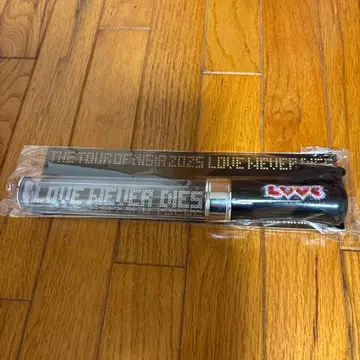 THE TOUR OF MISIA 2025 LOVE NEVER DIES
LOVE NEVER DIES
LOVE